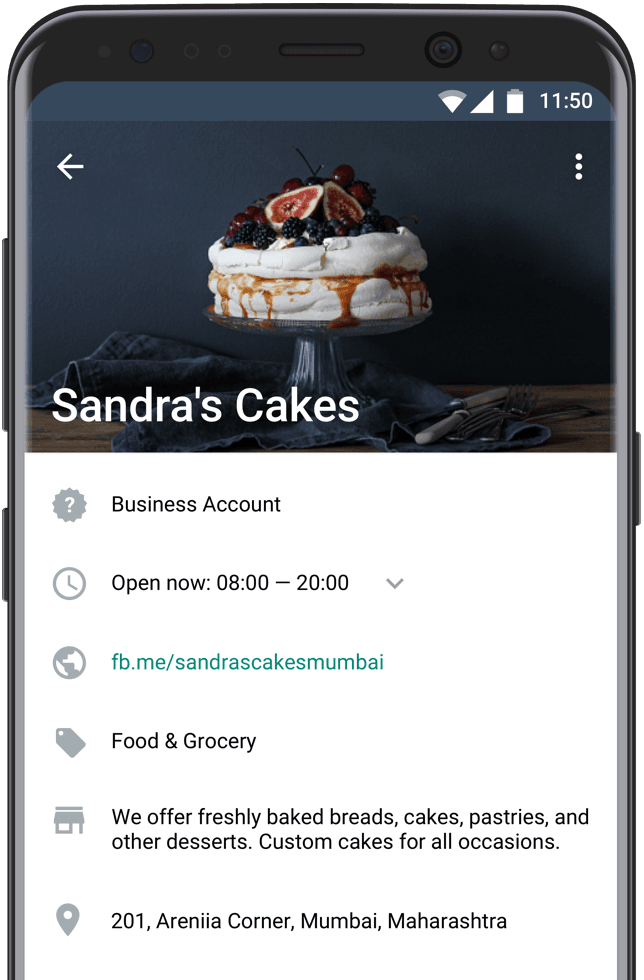 11:50
Sandra's Cakes
Business Account
Open now: 08:00 — 20:00
fb.me/sandrascakesmumbai
Food & Grocery
We offer freshly baked breads, cakes, pastries, and
other desserts. Custom cakes for all occasions.
201, Areniia Corner, Mumbai, Maharashtra